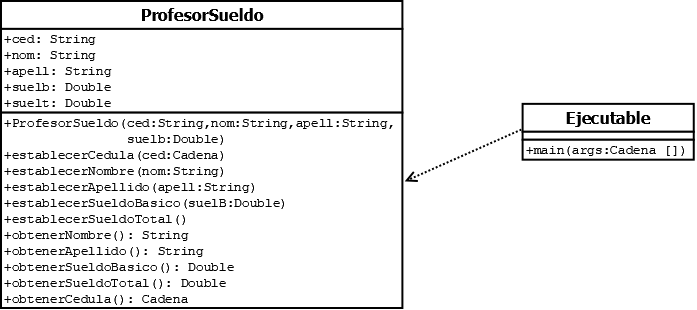 ProfesorSueldo
+ced: String
+nom: String
+apell: String
+suelb: Double
+suelt: Double
+ProfesorSueldo(ced:String,nom:String,apell:String,
suelb:Double)
+establecerCedula(ced:Cadena)
+establecerNombre(nom:String)
+establecerApellido(apell:String)
+establecerSueldoBasico(suelB:Double)
+establecerSueldoTotal()
+obtenerNombre(): String
+obtenerApellido(): String
+obtenerSueldoBasico(): Double
+obtenerSueldoTotal(): Double
+obtenerCedula(): Cadena
Ejecutable
+main(args:Cadena [])